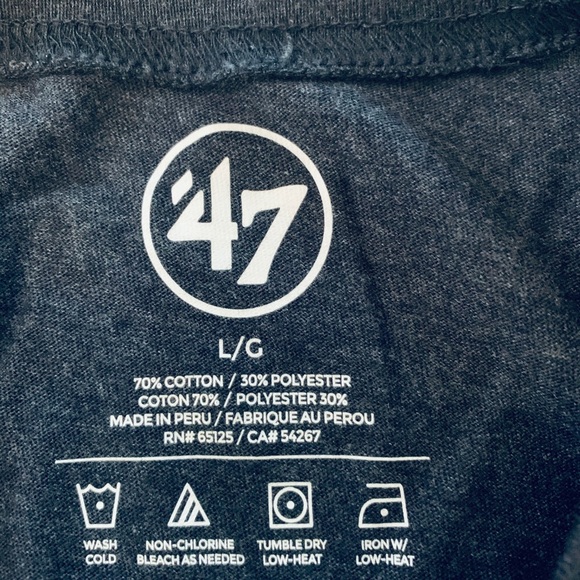 '47
L/G
70% COTTON / 30% POLYESTER
COTON 70% / POLYESTER 30%
MADE IN PERU / FABRIQUE AU PEROU
RN# 65125 / CA# 54267
WASH COLD
NON-CHLORINE BLEACH AS NEEDED
TUMBLE DRY LOW-HEAT
IRON W/ LOW-HEAT